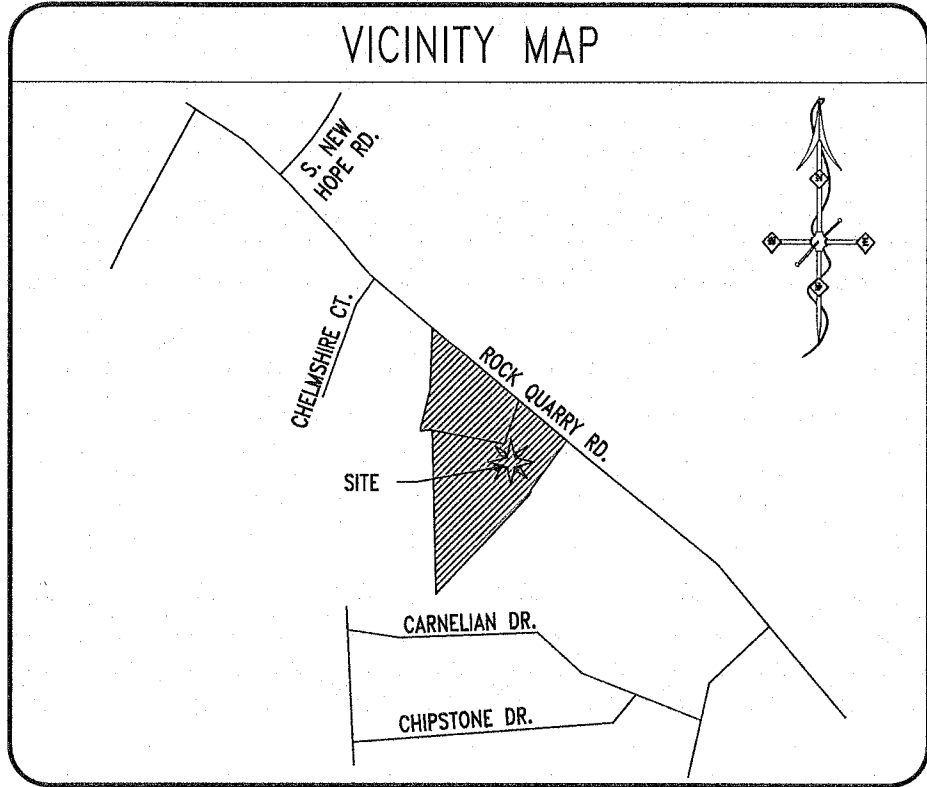 VICINITY MAP
S. NEW
HOPE RD.
CHELMSHIRE CT.
ROCK QUARRY RD.
SITE
CARNELIAN DR.
CHIPSTONE DR.